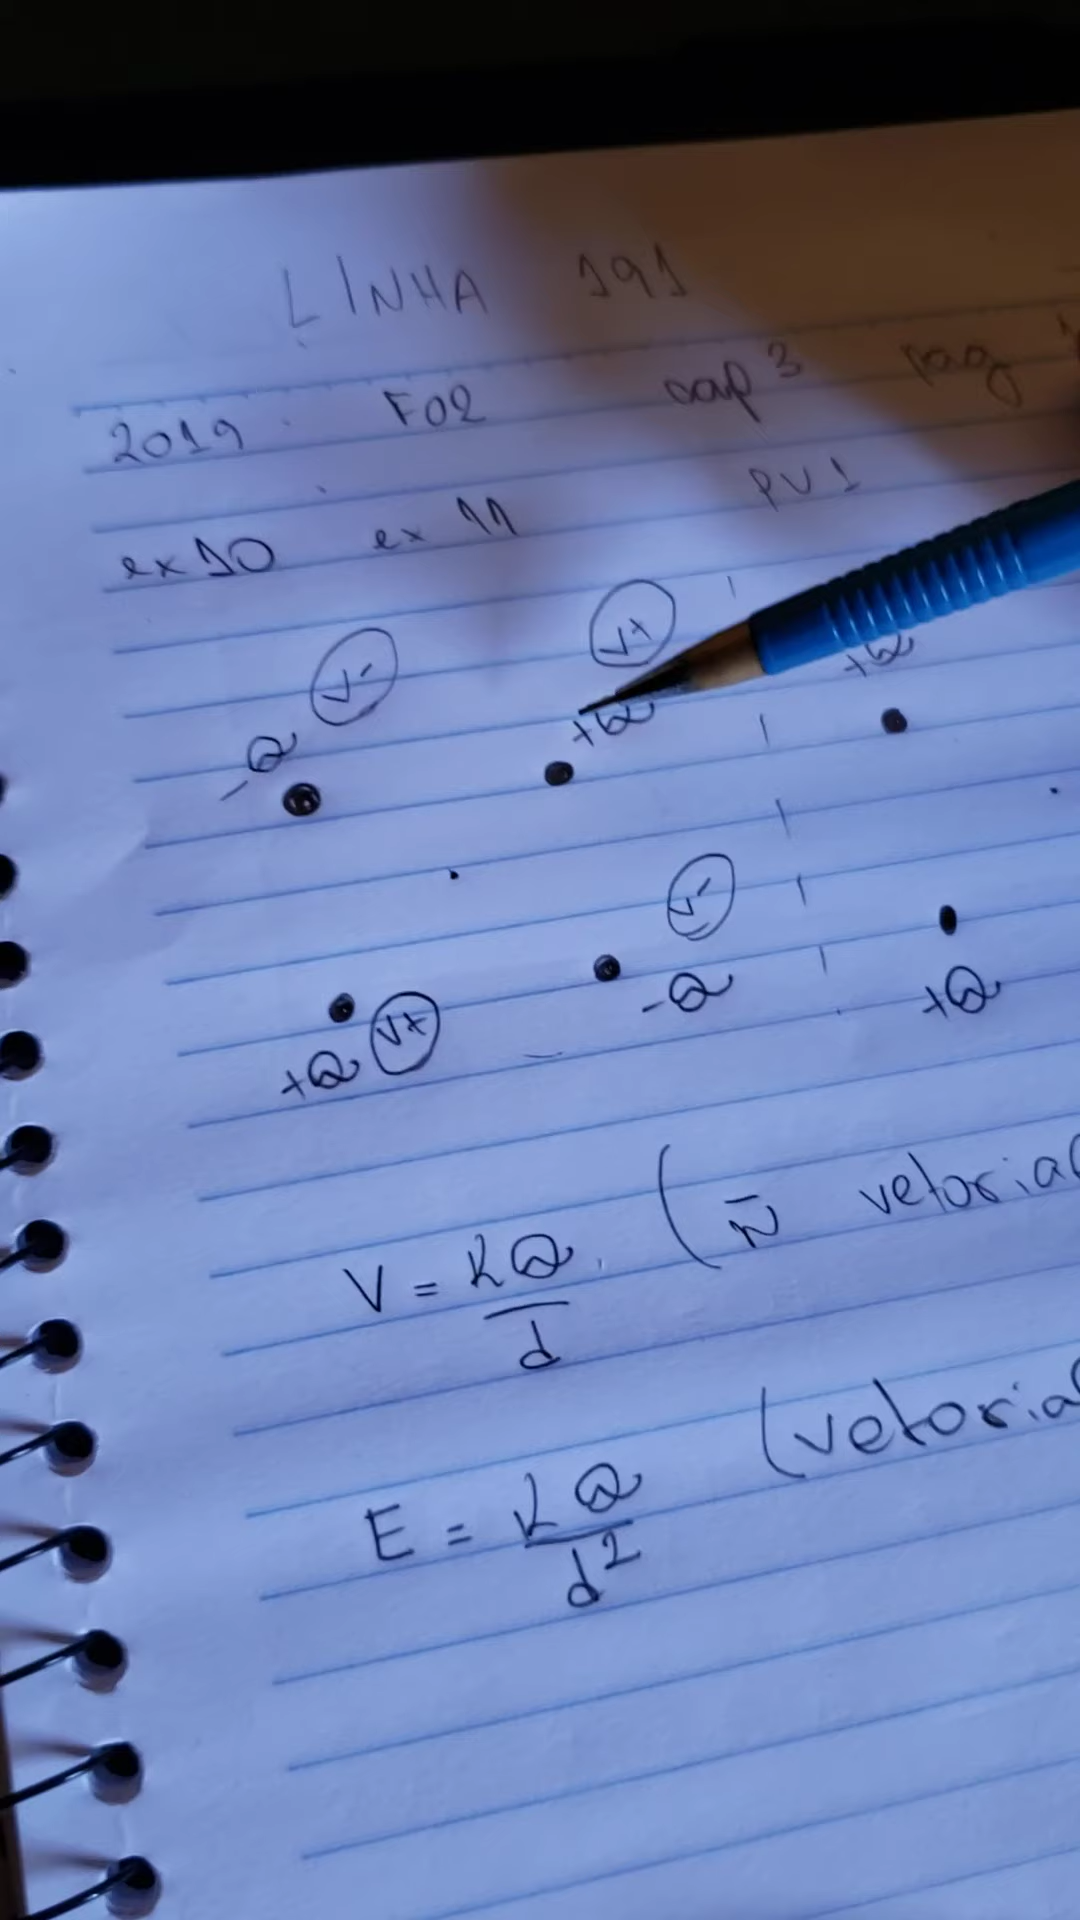 LINHA 191
2019 F02 cap 3 pag
ex 10 ex 11 PV1
V- V+
-Q +Q +Q
V-
-Q +Q
+Q V+
V = KQ/d (ñ vetorial
E = KQ/d² (vetorial